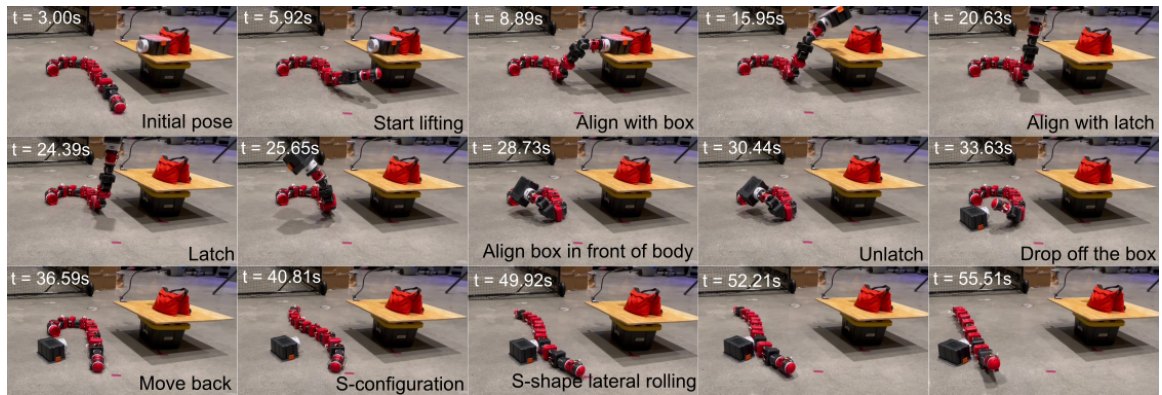 t = 3.00s
Initial pose
t = 5.92s
Start lifting
t = 8.89s
Align with box
t = 15.95s
t = 20.63s
Align with latch
t = 24.39s
Latch
t = 25.65s
t = 28.73s
Align box in front of body
t = 30.44s
Unlatch
t = 33.63s
Drop off the box
t = 36.59s
Move back
t = 40.81s
S-configuration
t = 49.92s
S-shape lateral rolling
t = 52.21s
t = 55.51s